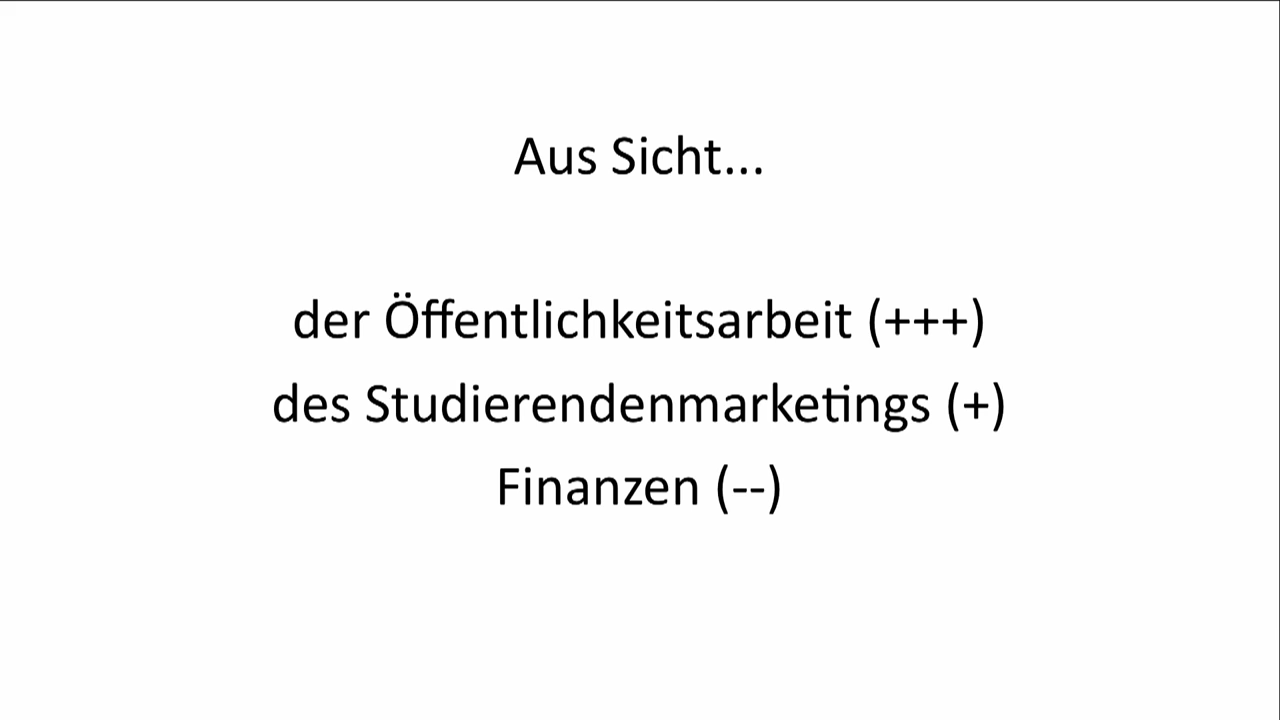 Aus Sicht...
der Öffentlichkeitsarbeit (+++)
des Studierendenmarketings (+)
Finanzen (--)